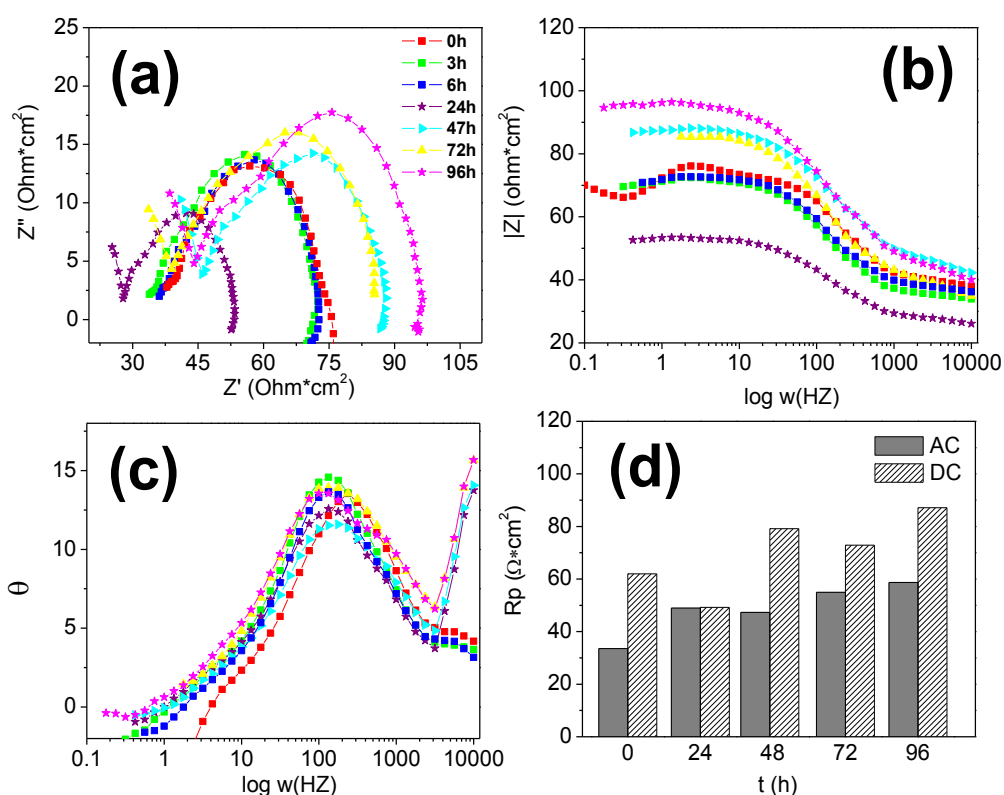 25
20
15
10
5
0
30
45
60
75
90
105
Z'' (Ohm*cm²)
Z' (Ohm*cm²)
(a)
0h
3h
6h
24h
47h
72h
96h
120
100
80
60
40
20
0.1
1
10
100
1000
10000
|Z| (ohm*cm²)
log w(HZ)
(b)
15
10
5
0
0.1
1
10
100
1000
10000
θ
log w(HZ)
(c)
120
100
80
60
40
20
0
0
24
48
72
96
Rp (Ω*cm²)
t (h)
(d)
AC
DC